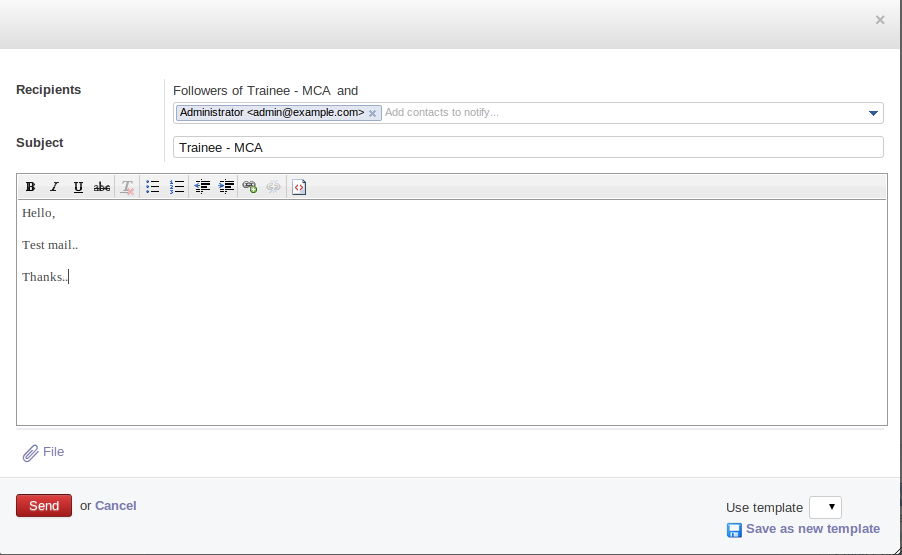 ×
Recipients
Followers of Trainee - MCA and
Administrator <admin@example.com> × Add contacts to notify...
Subject
Trainee - MCA
B I U abc T
Hello,
Test mail..
Thanks..
File
Send or Cancel
Use template
Save as new template